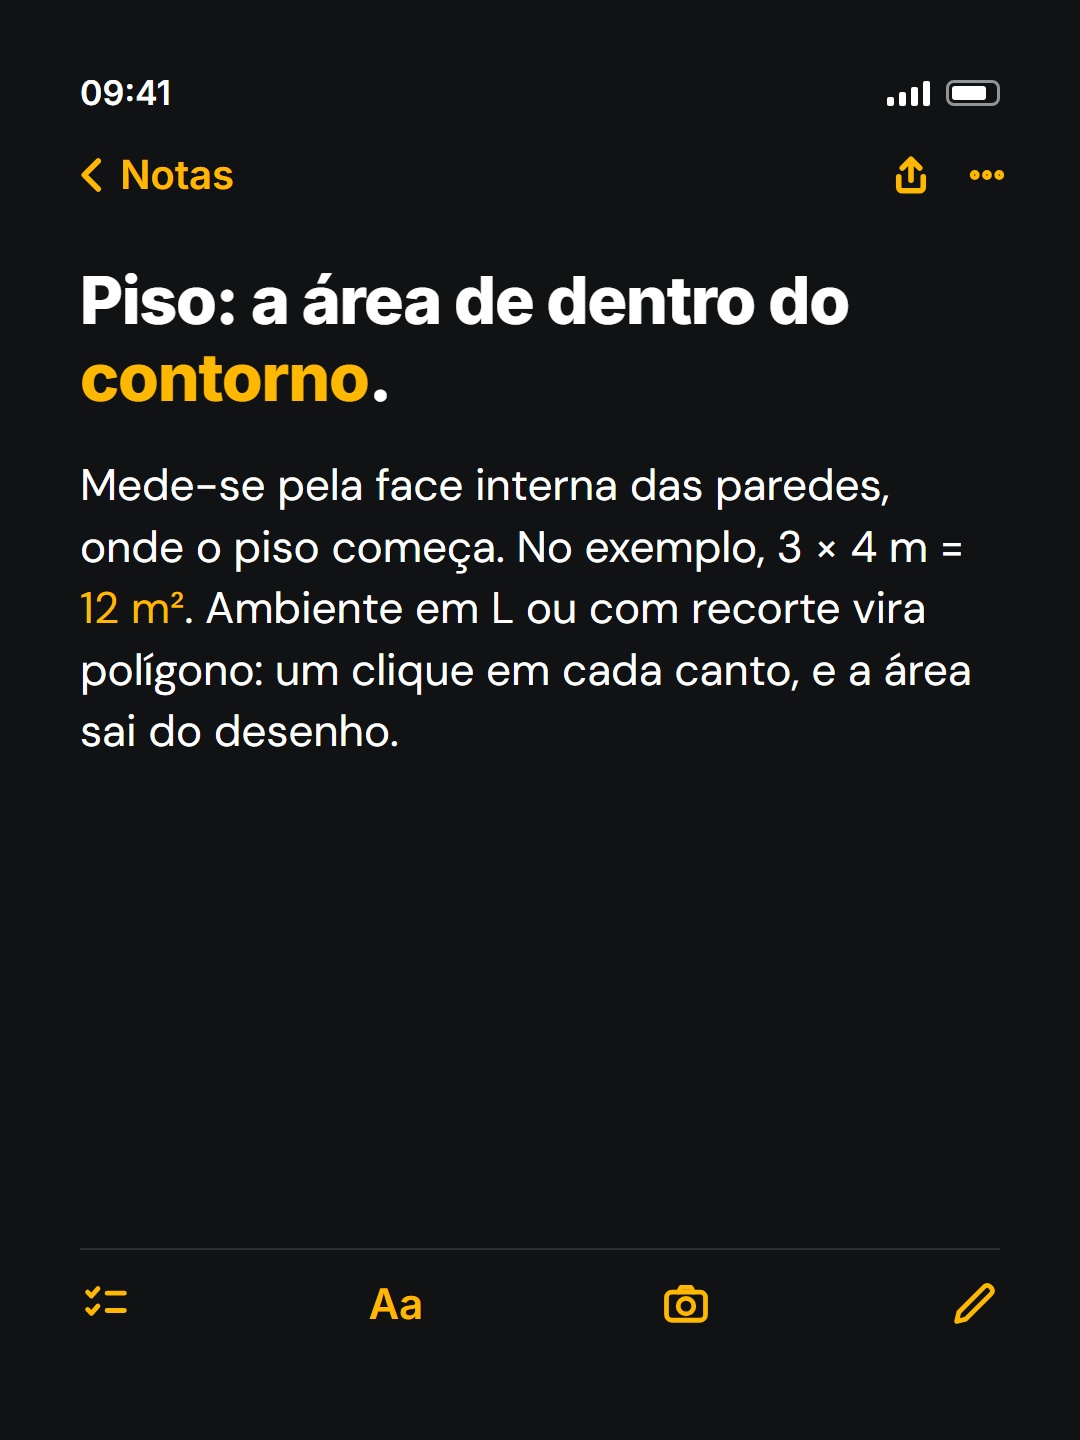 09:41
Notas
Piso: a área de dentro do
contorno.
Mede-se pela face interna das paredes,
onde o piso começa. No exemplo, 3 × 4 m =
12 m². Ambiente em L ou com recorte vira
polígono: um clique em cada canto, e a área
sai do desenho.
Aa